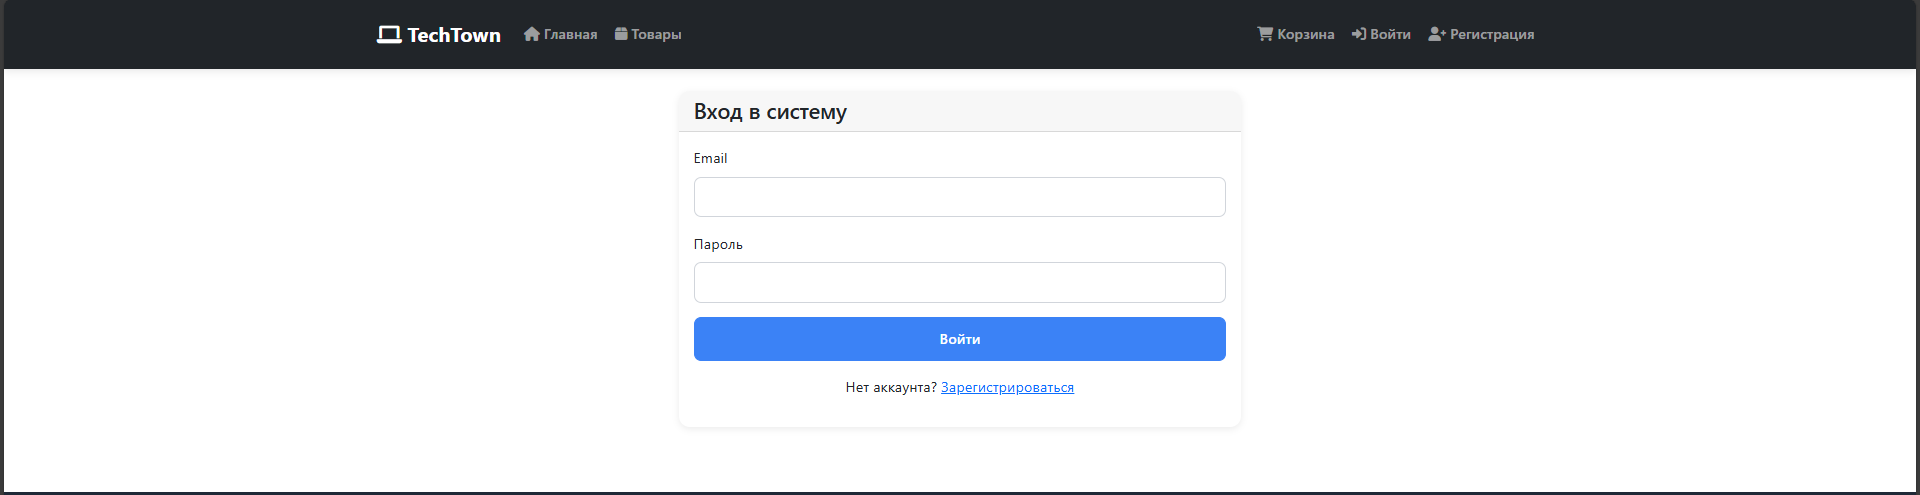 TechTown Главная Товары Корзина Войти Регистрация
Вход в систему
Email
Пароль
Войти
Нет аккаунта? Зарегистрироваться